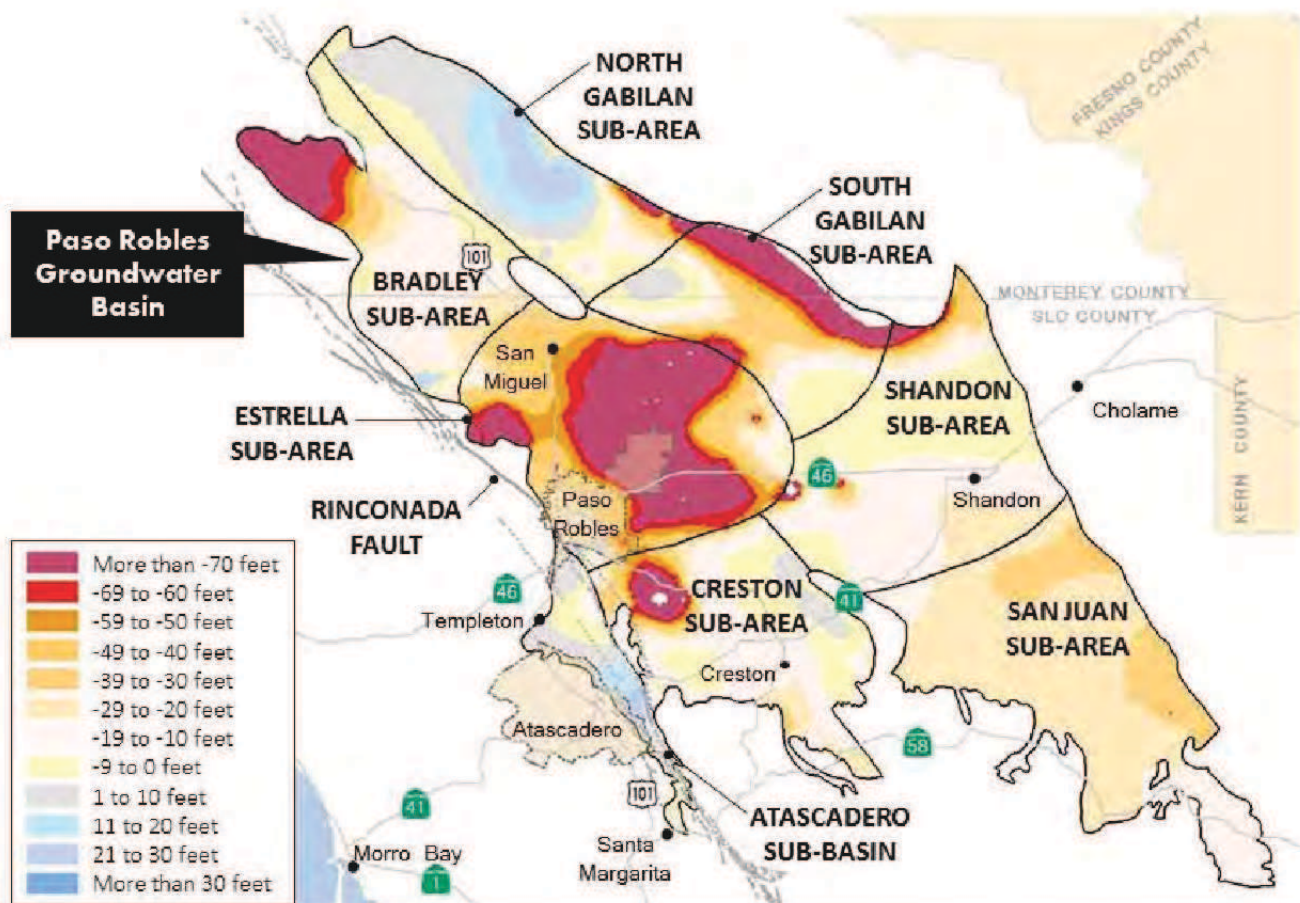 NORTH
GABILAN
SUB-AREA
FRESNO COUNTY
KINGS COUNTY
SOUTH
GABILAN
SUB-AREA
Paso Robles
Groundwater
Basin
101
BRADLEY
SUB-AREA
MONTEREY COUNTY
SLO COUNTY
San
Miguel
SHANDON
SUB-AREA
Cholame
ESTRELLA
SUB-AREA
KERN COUNTY
46
Shandon
RINCONADA
FAULT
Paso
Robles
More than -70 feet
-69 to -60 feet
-59 to -50 feet
-49 to -40 feet
-39 to -30 feet
-29 to -20 feet
-19 to -10 feet
-9 to 0 feet
1 to 10 feet
11 to 20 feet
21 to 30 feet
More than 30 feet
46
Templeton
CRESTON
SUB-AREA
41
SAN JUAN
SUB-AREA
Creston
Atascadero
58
101
41
ATASCADERO
SUB-BASIN
Santa
Margarita
Morro Bay
1